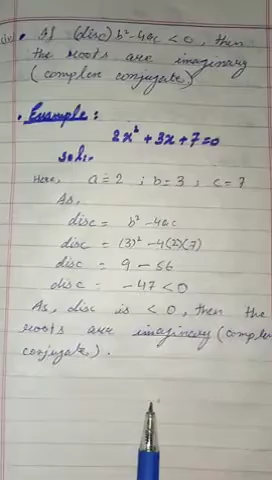 • If (disc) b²-4ac < 0, then
the roots are imaginary
(complex conjugate)
• Example:
2x² + 3x + 7 = 0
Soln:-
Here, a = 2 ; b = 3 ; c = 7
As,
disc = b² - 4ac
disc = (3)² - 4(2)(7)
disc = 9 - 56
disc = -47 < 0
As, disc is < 0, then the
roots are imaginary (complex
conjugate).